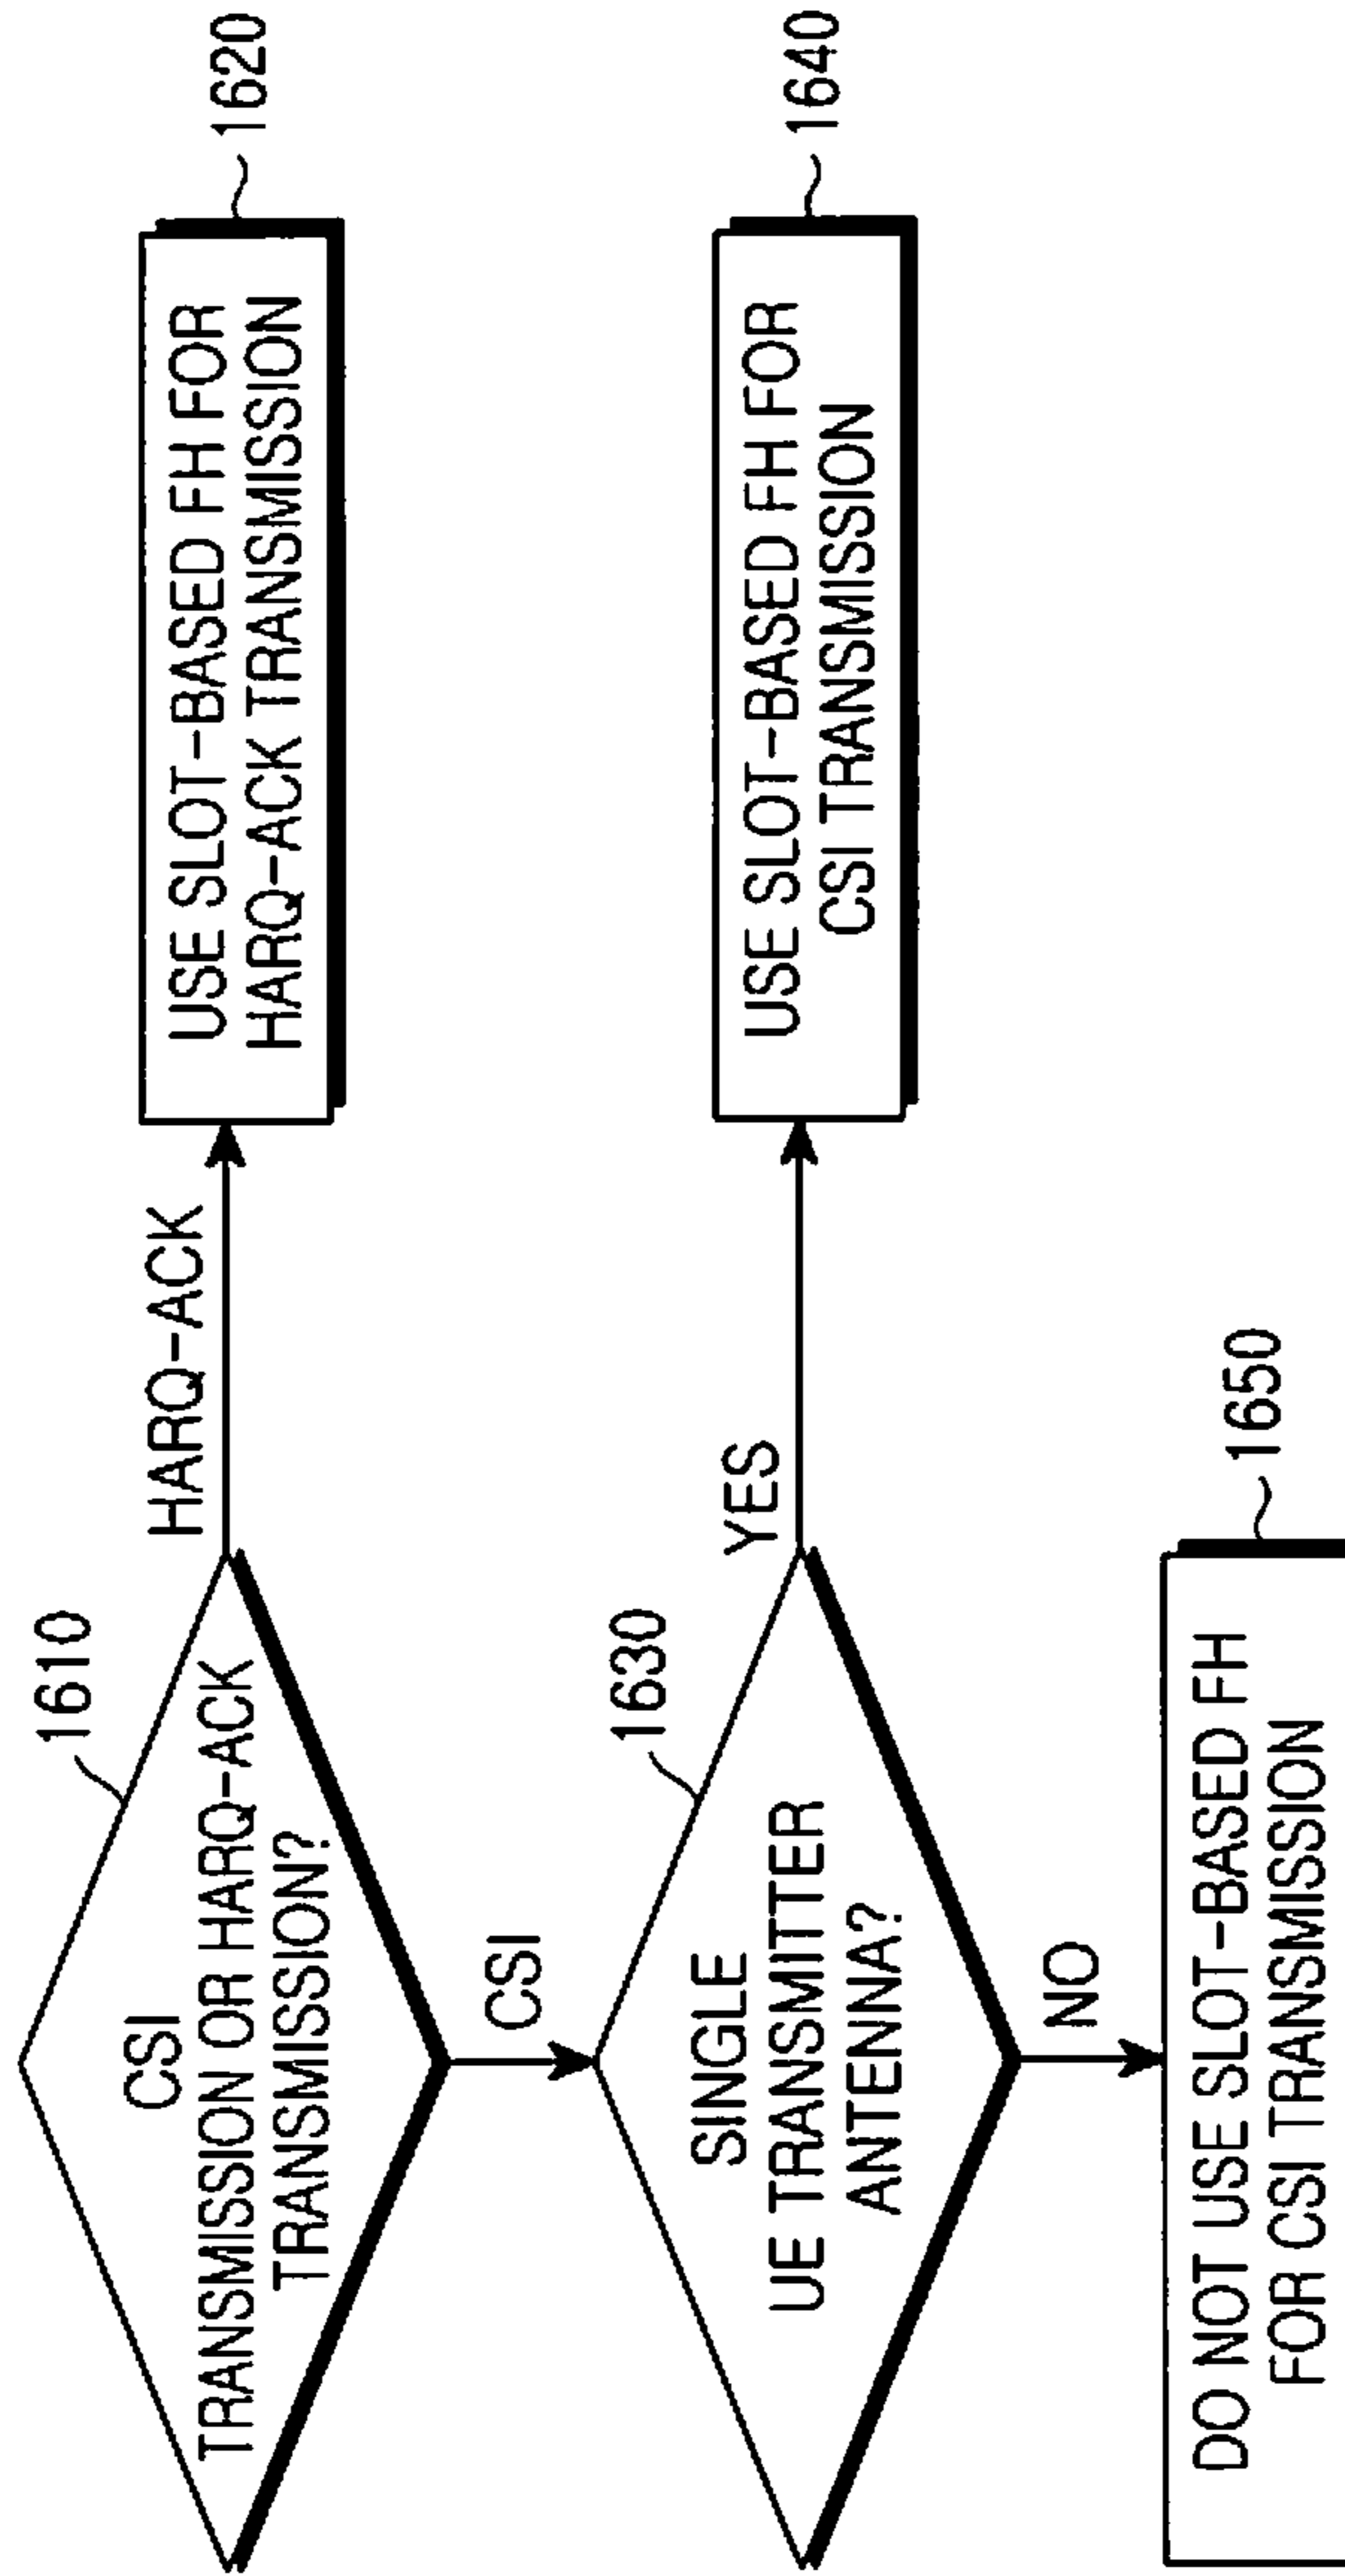 1610
CSI
TRANSMISSION OR HARQ-ACK
TRANSMISSION?
HARQ-ACK
1620
USE SLOT-BASED FH FOR
HARQ-ACK TRANSMISSION
CSI
1630
SINGLE
UE TRANSMITTER
ANTENNA?
YES
1640
USE SLOT-BASED FH FOR
CSI TRANSMISSION
NO
1650
DO NOT USE SLOT-BASED FH
FOR CSI TRANSMISSION